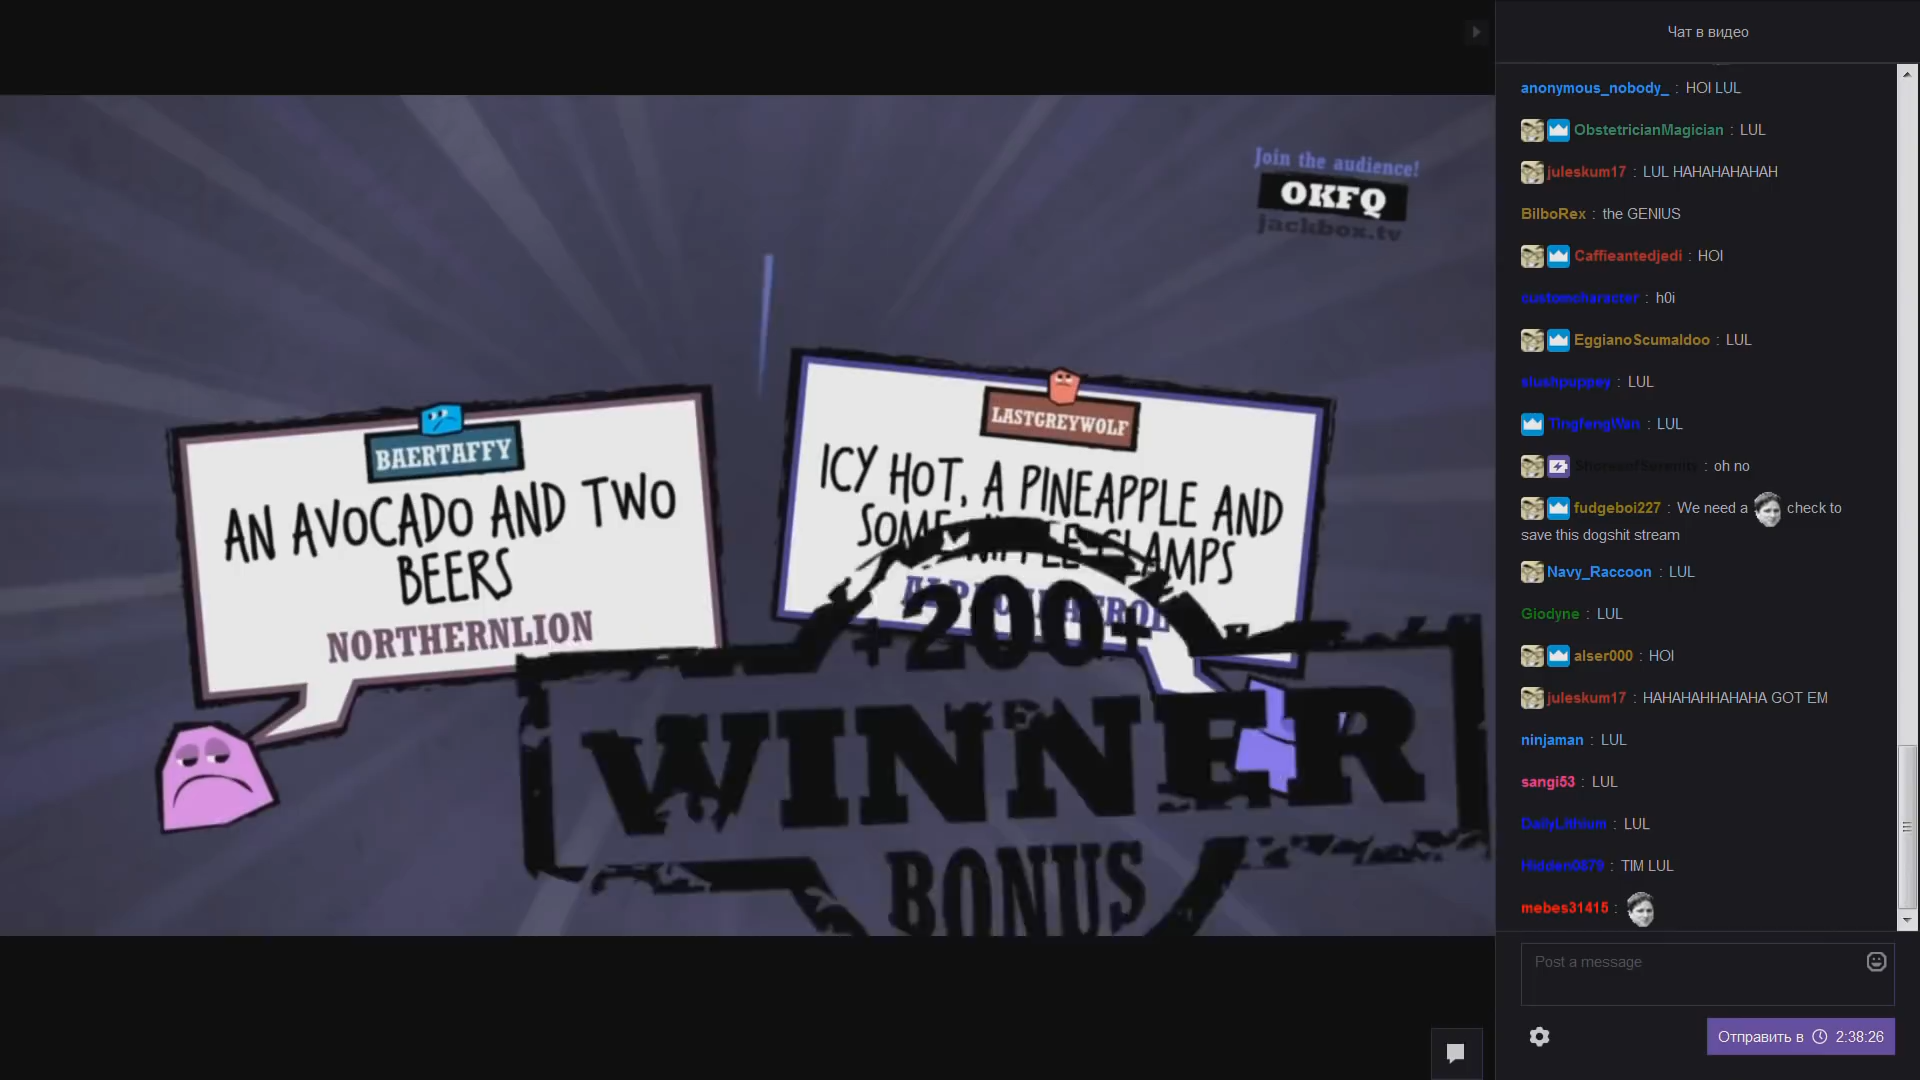 Join the audience!
OKFQ
jackbox.tv
BAERTAFFY
AN AVOCADO AND TWO
BEERS
NORTHERNLION
LASTGREYWOLF
ICY HOT, A PINEAPPLE AND
SOME NIPPLE CLAMPS
+200+
WINNER
BONUS
Чат в видео
anonymous_nobody_ : HOI LUL
ObstetricianMagician : LUL
juleskum17 : LUL HAHAHAHAHAH
BilboRex : the GENIUS
Caffieantedjedi : HOI
customcharacter : h0i
EggianoScumaldoo : LUL
slushpuppey : LUL
TingfengWan : LUL
ShoresofSerenity : oh no
fudgeboi227 : We need a check to
save this dogshit stream
Navy_Raccoon : LUL
Giodyne : LUL
alser000 : HOI
juleskum17 : HAHAHAHHAHAHA GOT EM
ninjaman : LUL
sangi53 : LUL
DailyLithium : LUL
Hidden0879 : TIM LUL
mebes31415 :
Post a message
Отправить в 2:38:26